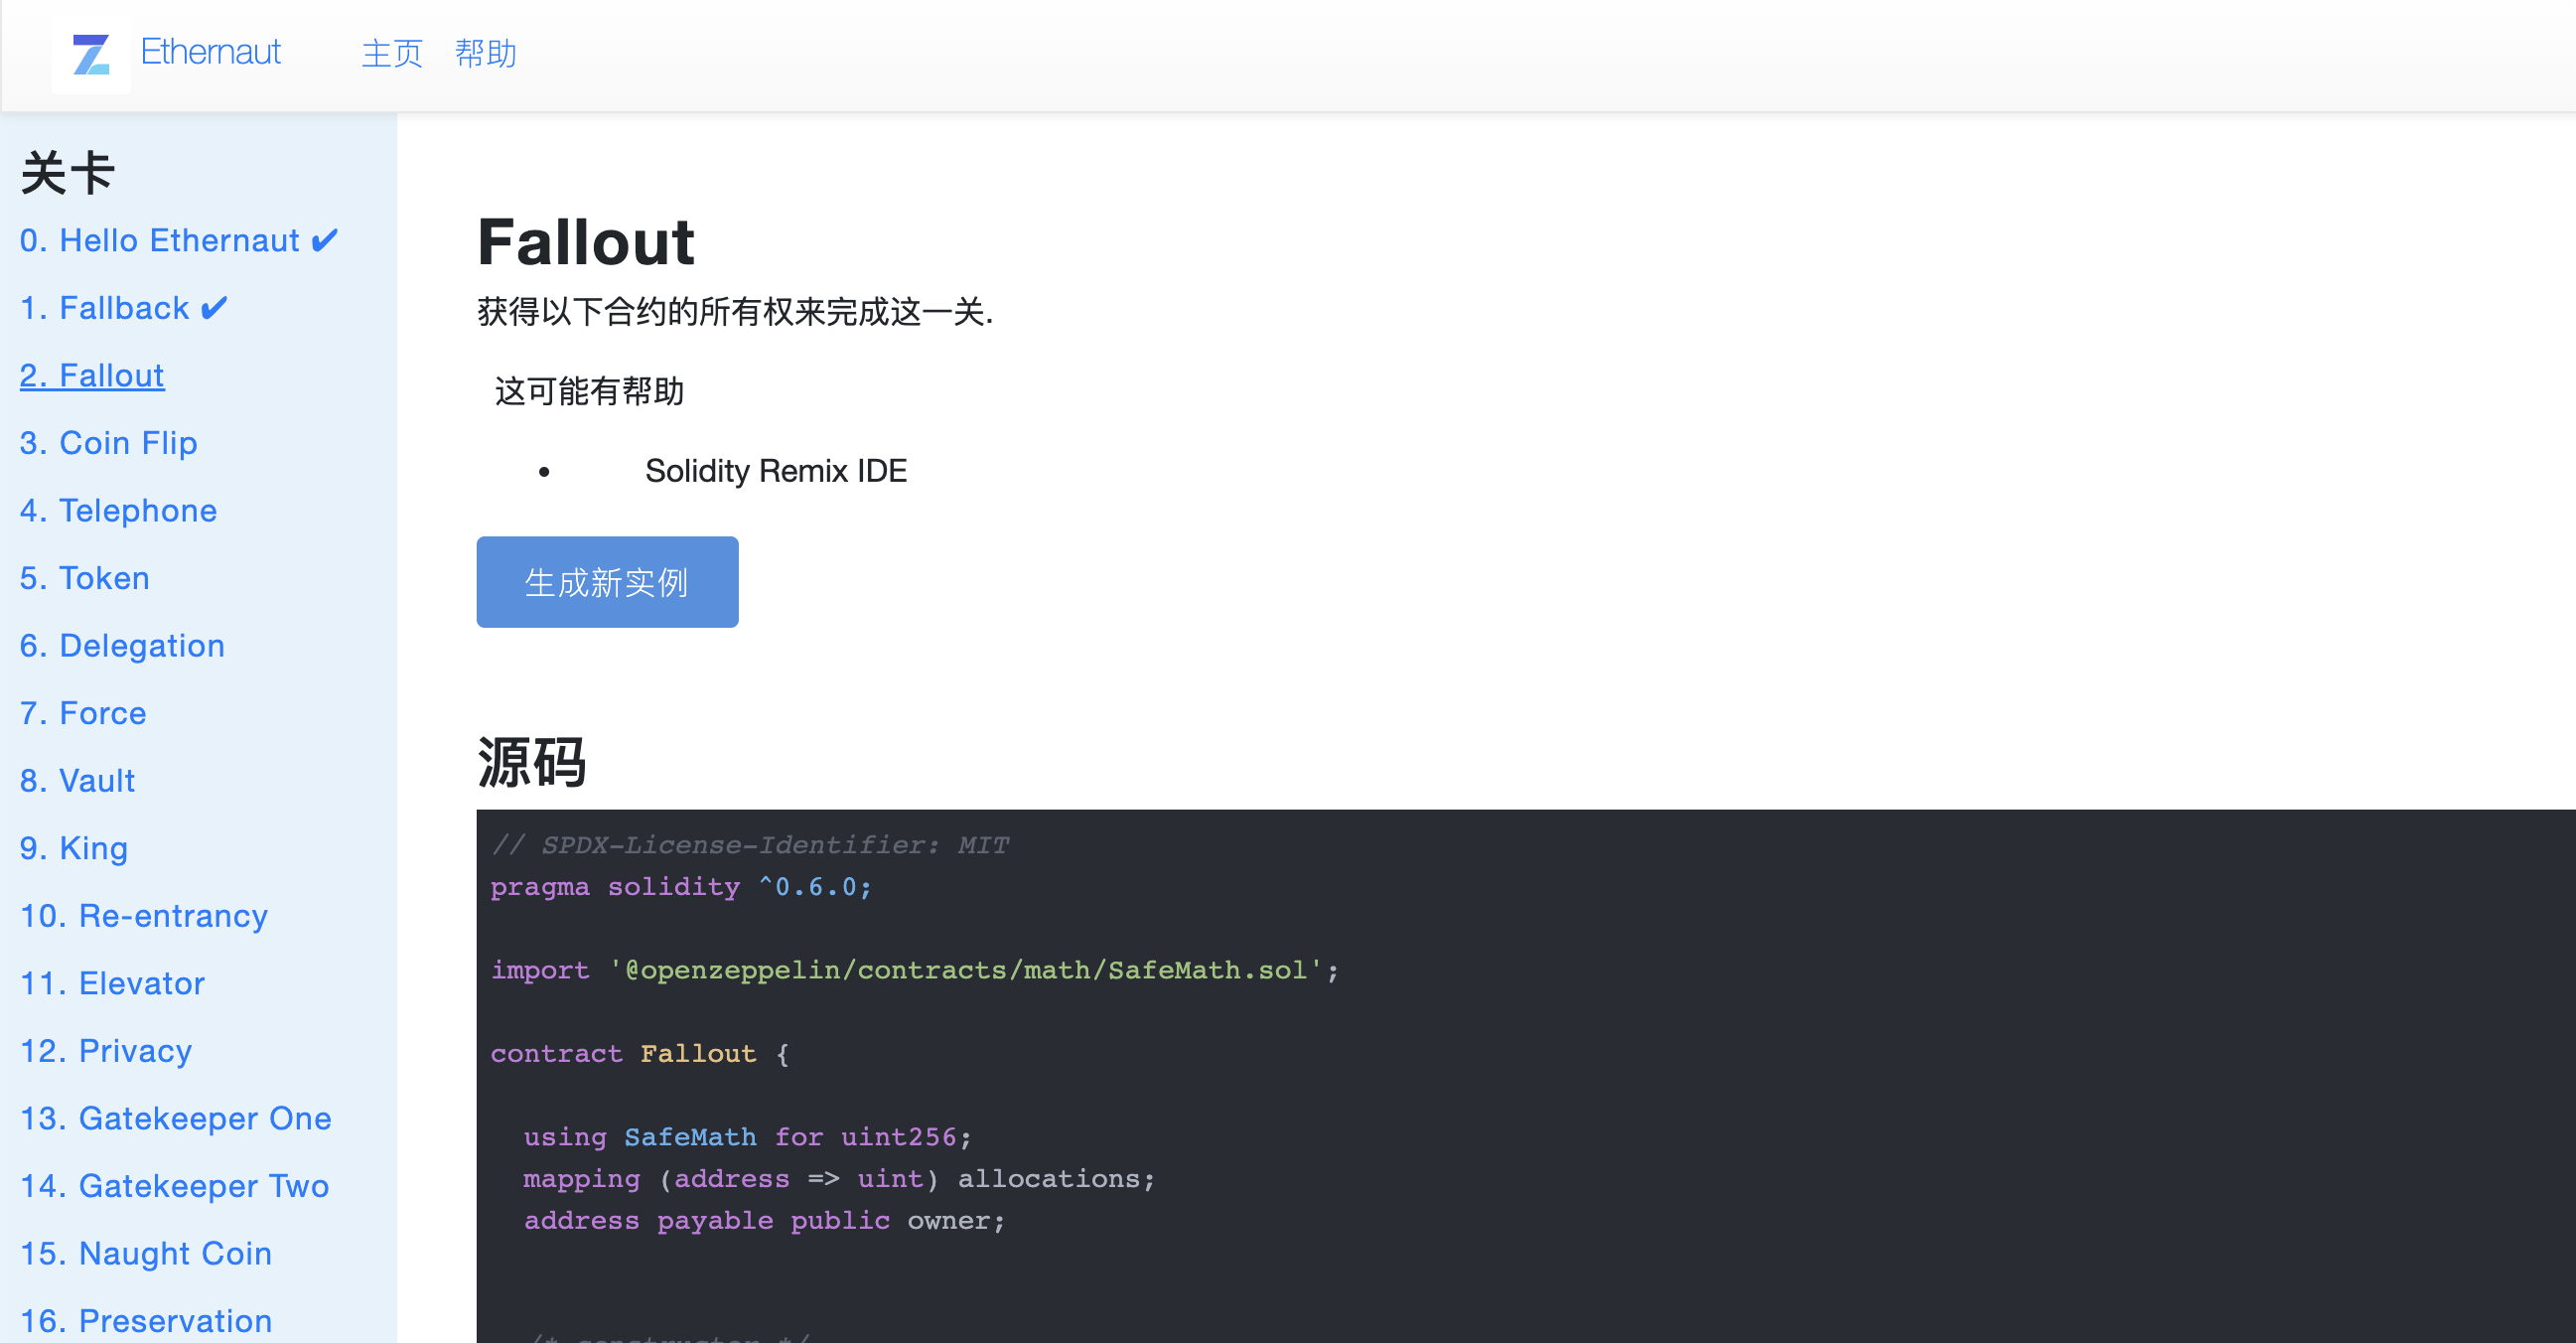 Ethernaut 主页 帮助
关卡
0. Hello Ethernaut ✔
1. Fallback ✔
2. Fallout
3. Coin Flip
4. Telephone
5. Token
6. Delegation
7. Force
8. Vault
9. King
10. Re-entrancy
11. Elevator
12. Privacy
13. Gatekeeper One
14. Gatekeeper Two
15. Naught Coin
16. Preservation
Fallout
获得以下合约的所有权来完成这一关.
这可能有帮助
• Solidity Remix IDE
生成新实例
源码
// SPDX-License-Identifier: MIT
pragma solidity ^0.6.0;
import '@openzeppelin/contracts/math/SafeMath.sol';
contract Fallout {
using SafeMath for uint256;
mapping (address => uint) allocations;
address payable public owner;
/* constructor */